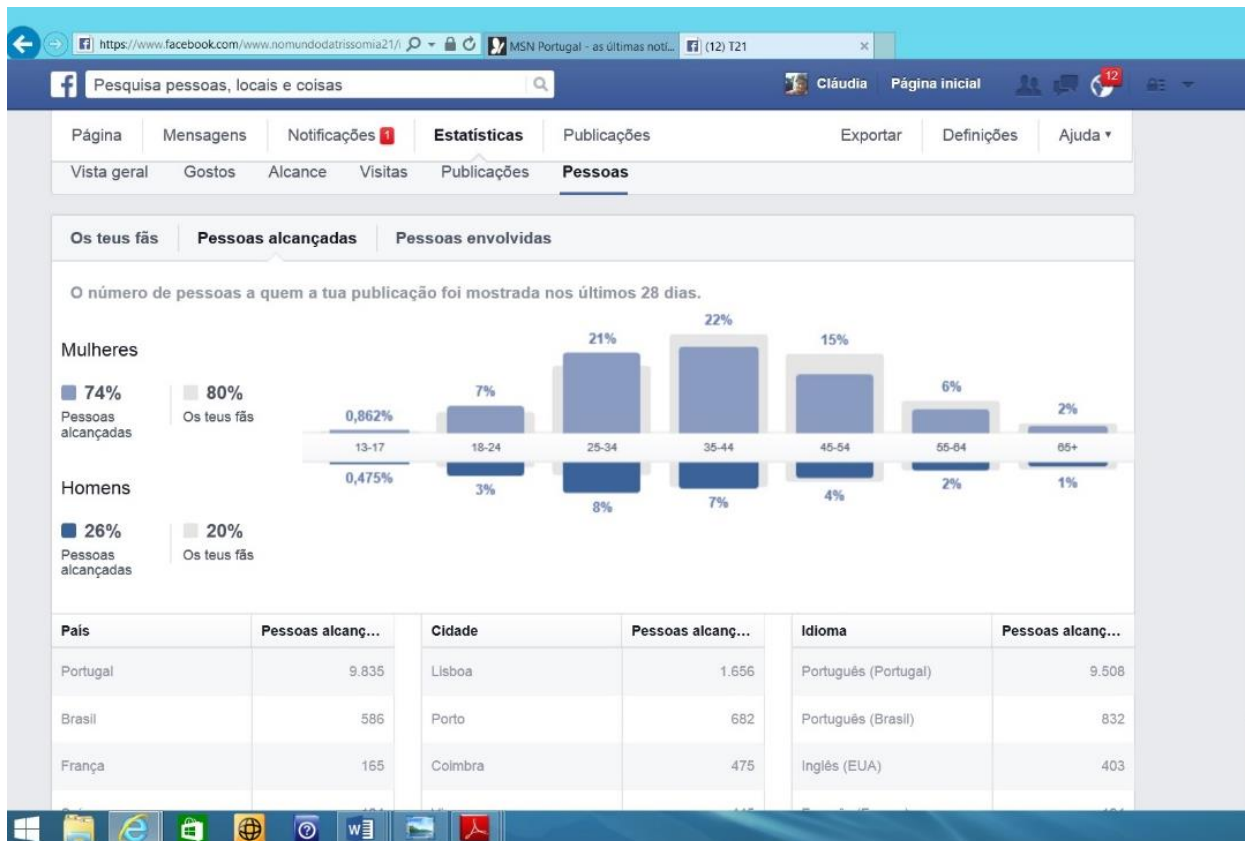 https://www.facebook.com/www.nomundodatrissomia21/i
MSN Portugal - as últimas notí...
(12) T21
Pesquisa pessoas, locais e coisas
Cláudia Página inicial 12
Página Mensagens Notificações 1 Estatísticas Publicações Exportar Definições Ajuda
Vista geral Gostos Alcance Visitas Publicações Pessoas
Os teus fãs Pessoas alcançadas Pessoas envolvidas
O número de pessoas a quem a tua publicação foi mostrada nos últimos 28 dias.
Mulheres
74% 80%
Pessoas alcançadas Os teus fãs
0,862% 7% 21% 22% 15% 6% 2%
13-17 18-24 25-34 35-44 45-54 55-64 65+
0,475% 3% 8% 7% 4% 2% 1%
Homens
26% 20%
Pessoas alcançadas Os teus fãs
País Pessoas alcanç... Cidade Pessoas alcanç... Idioma Pessoas alcanç...
Portugal 9.835 Lisboa 1.656 Português (Portugal) 9.508
Brasil 586 Porto 682 Português (Brasil) 832
França 165 Coimbra 475 Inglês (EUA) 403